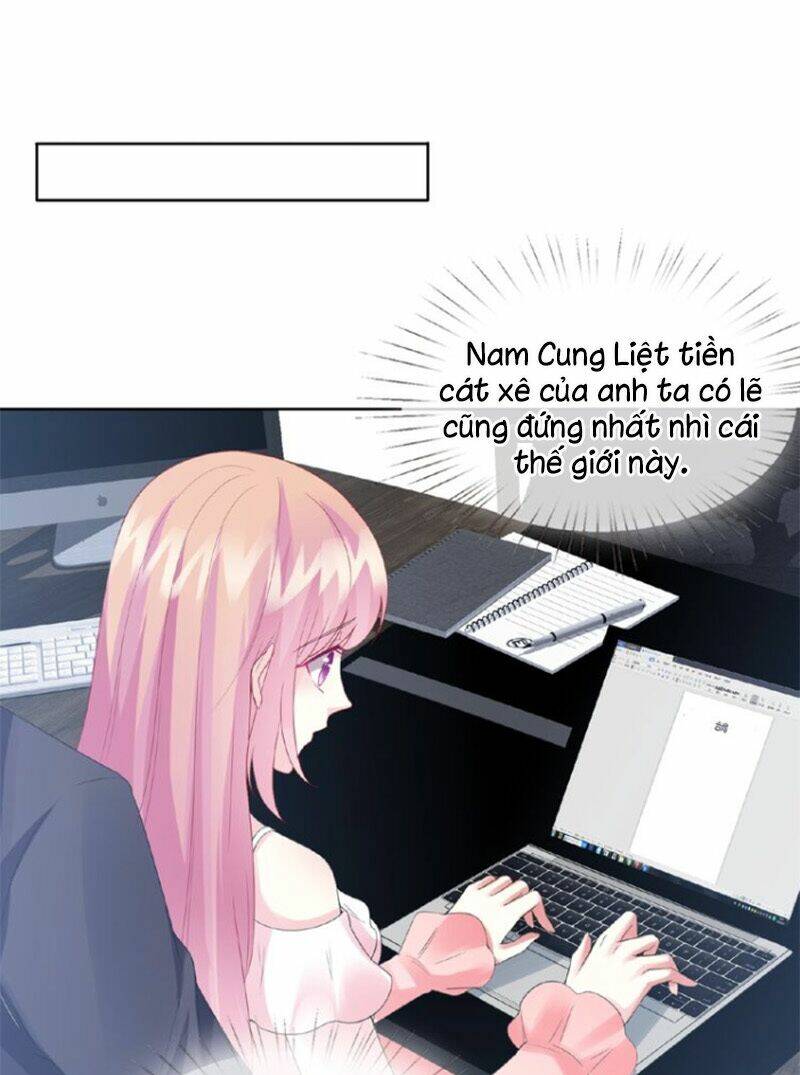 Nam Cung Liệt tiền
cát xê của anh ta có lẽ
cũng đứng nhất nhì cái
thế giới này.